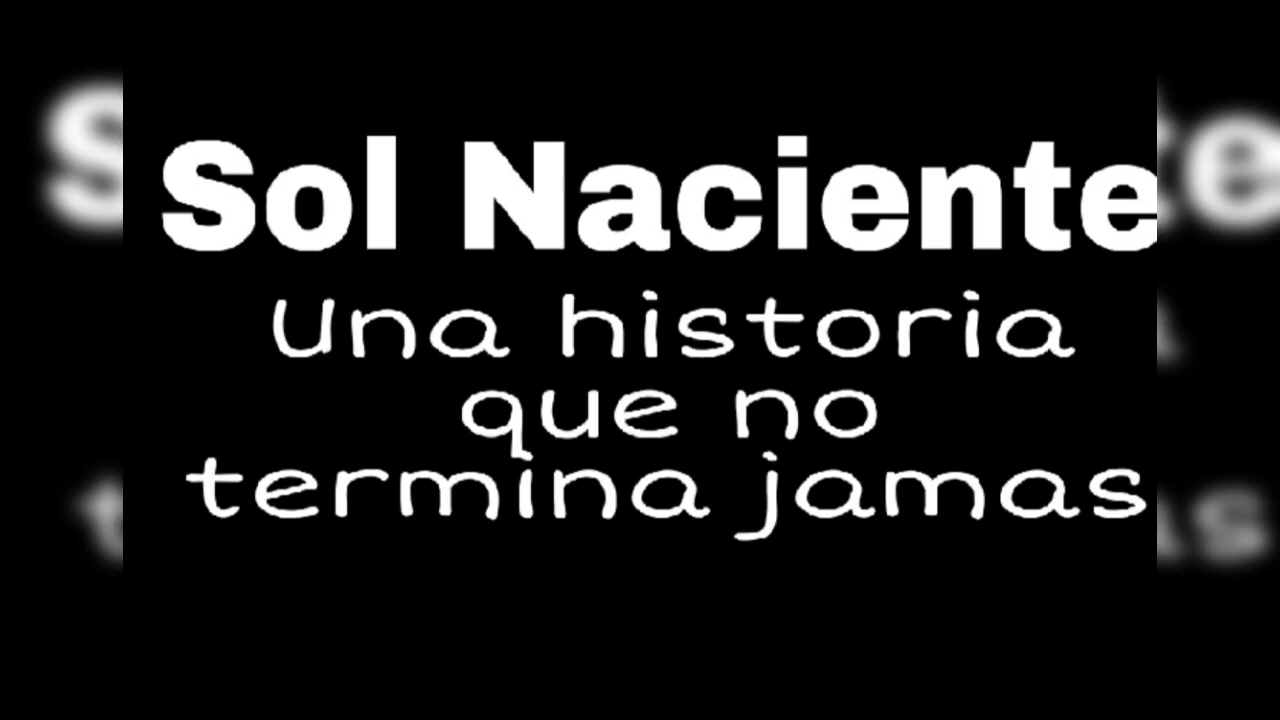 Sol Naciente
Una historia
que no
termina jamas